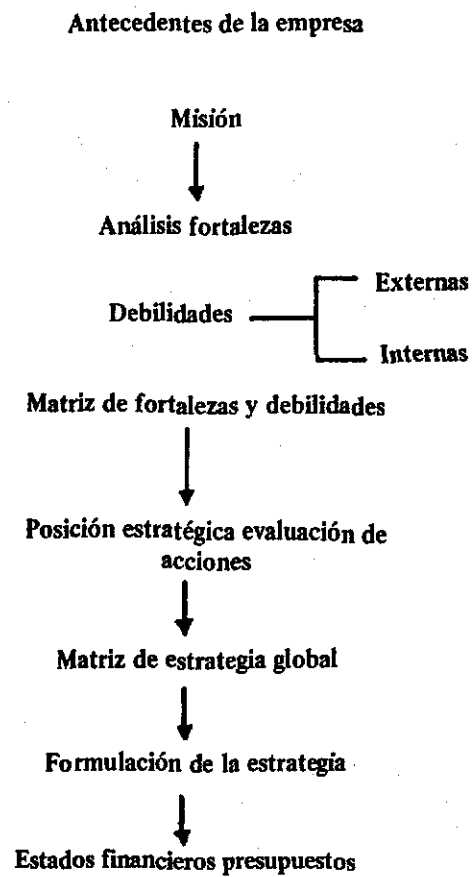 Antecedentes de la empresa
Misión
Análisis fortalezas
Externas
Debilidades
Internas
Matriz de fortalezas y debilidades
Posición estratégica evaluación de
acciones
Matriz de estrategia global
Formulación de la estrategia
Estados financieros presupuestos